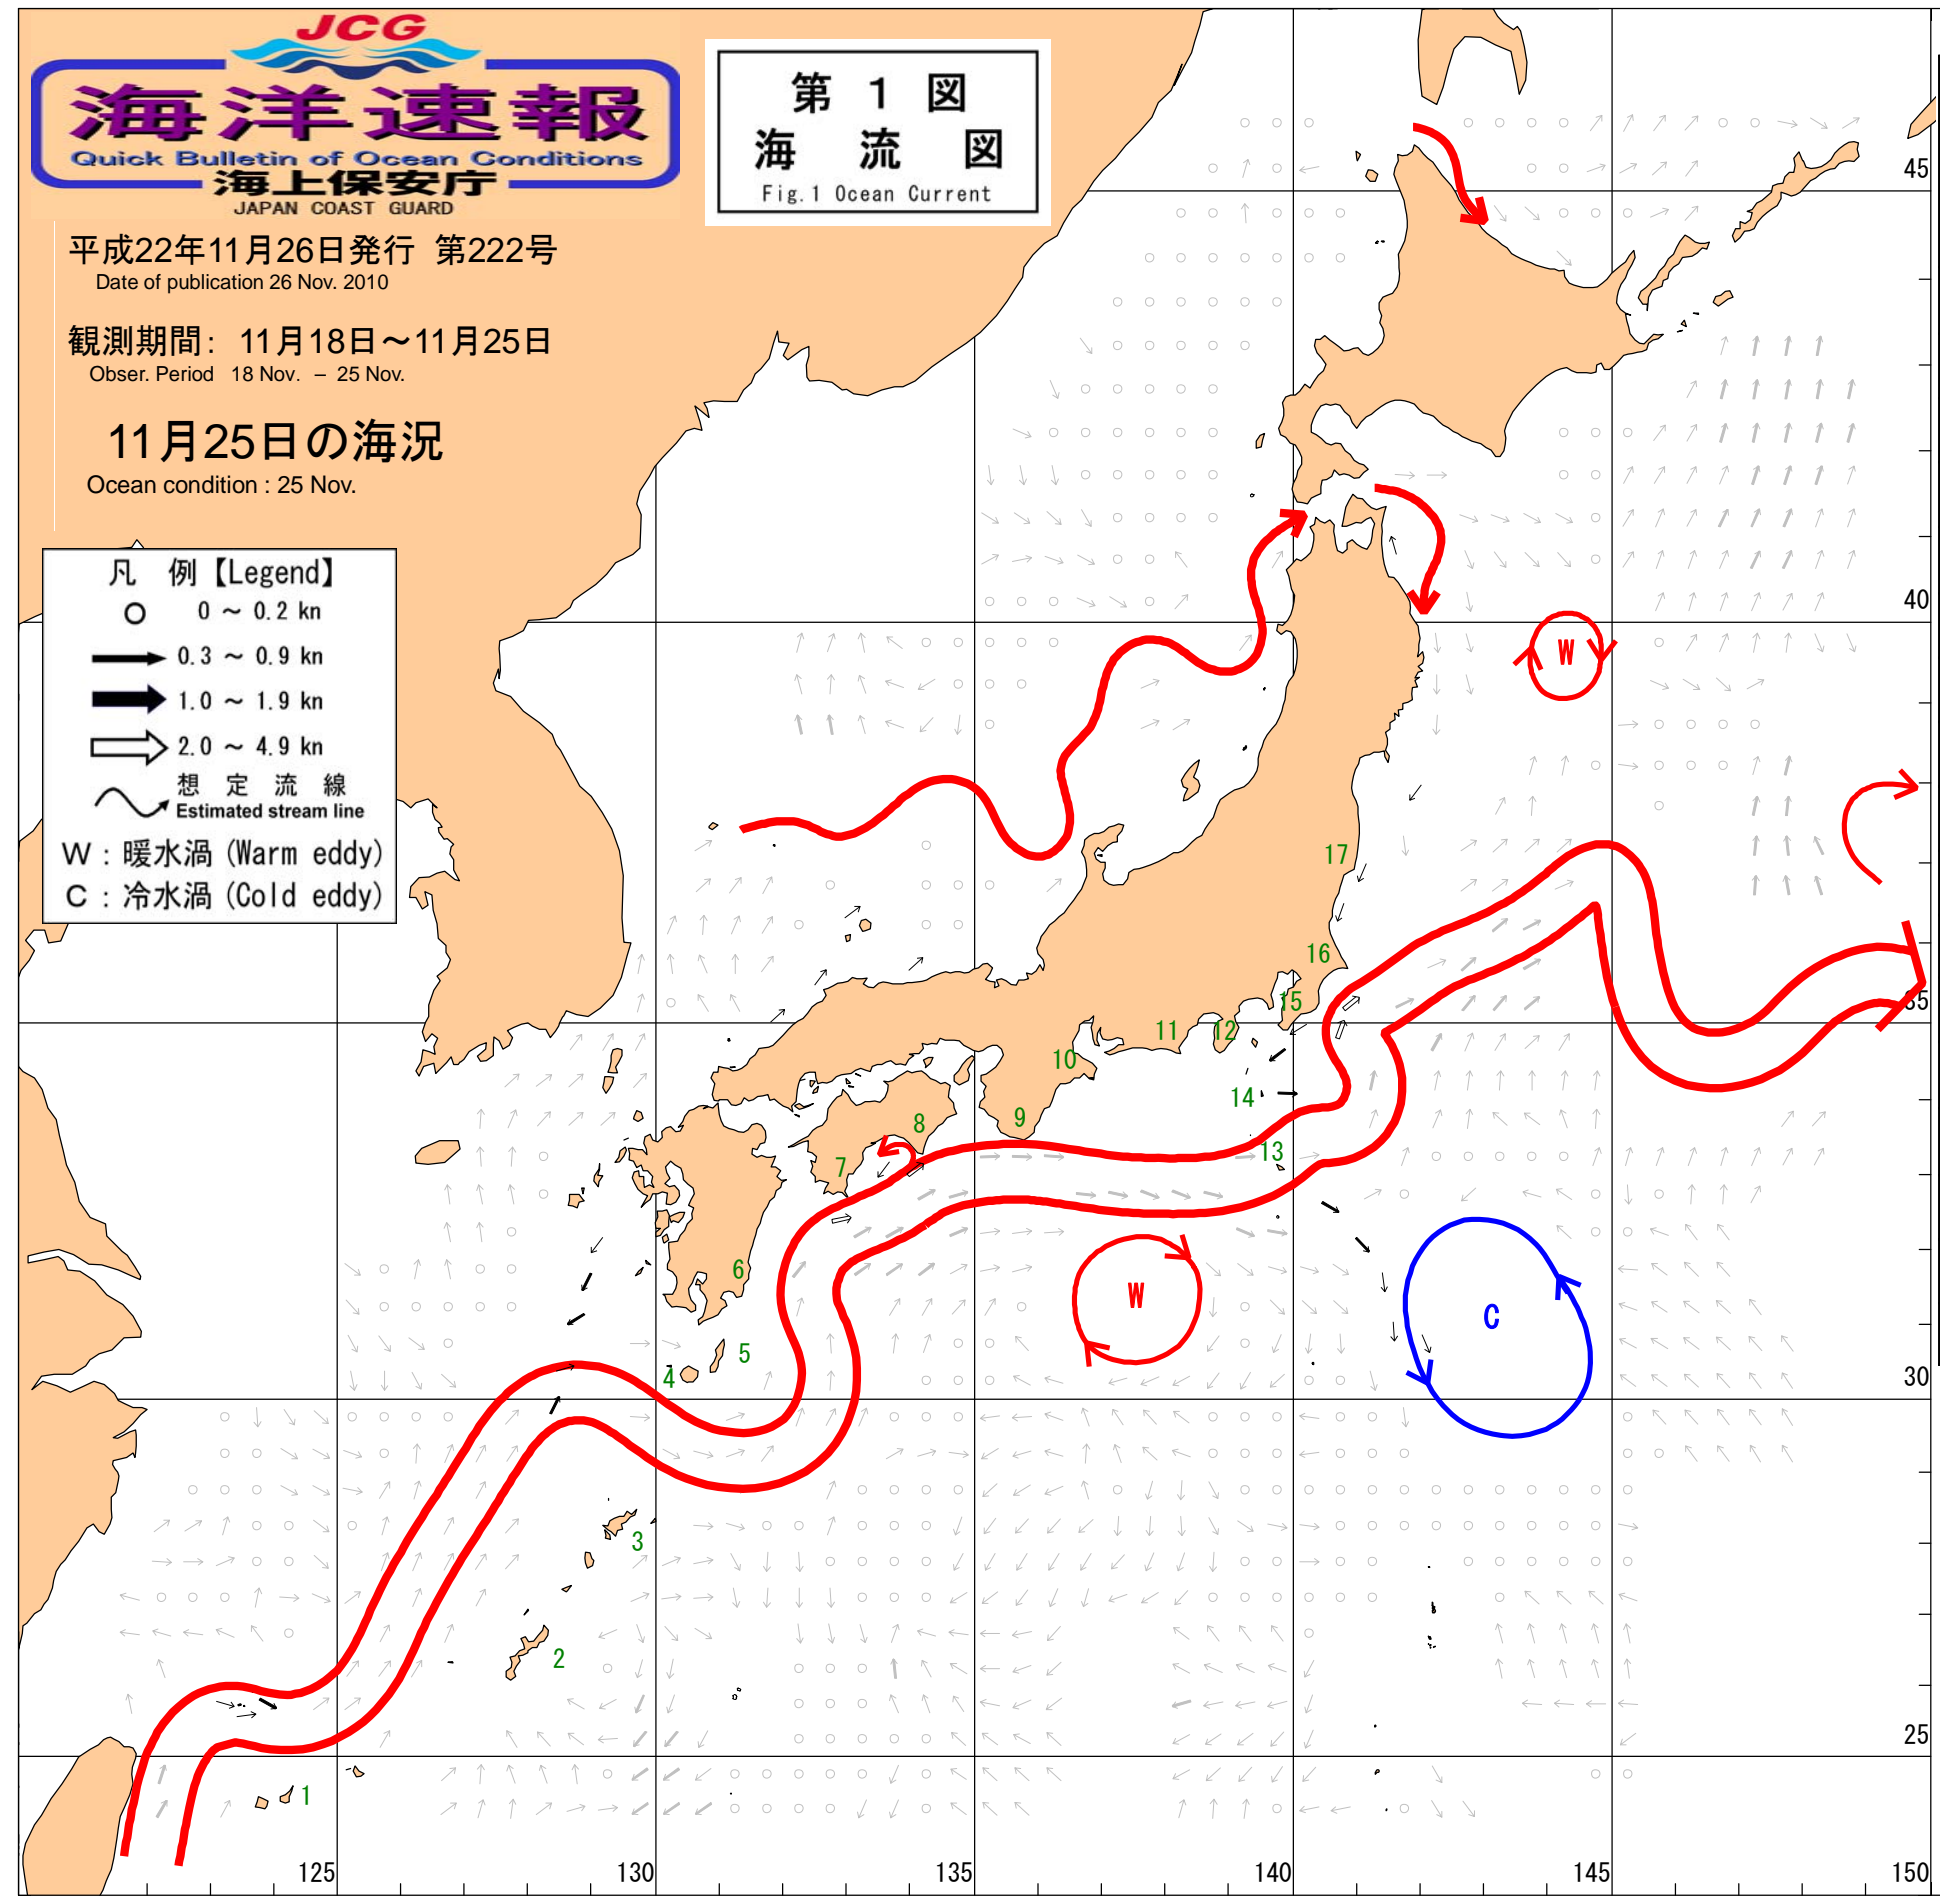 JCG
海洋速報
Quick Bulletin of Ocean Conditions
海上保安庁
JAPAN COAST GUARD
第 1 図
海 流 図
Fig.1 Ocean Current
平成22年11月26日発行 第222号
Date of publication 26 Nov. 2010
観測期間: 11月18日～11月25日
Obser. Period 18 Nov. – 25 Nov.
11月25日の海況
Ocean condition : 25 Nov.
凡 例【Legend】
0 ～ 0.2 kn
0.3 ～ 0.9 kn
1.0 ～ 1.9 kn
2.0 ～ 4.9 kn
想 定 流 線
Estimated stream line
W : 暖水渦 (Warm eddy)
C : 冷水渦 (Cold eddy)
45
40
W
17
16
15
35
11
12
10
14
9
8
13
7
6
W
C
5
4
30
3
2
25
1
125
130
135
140
145
150